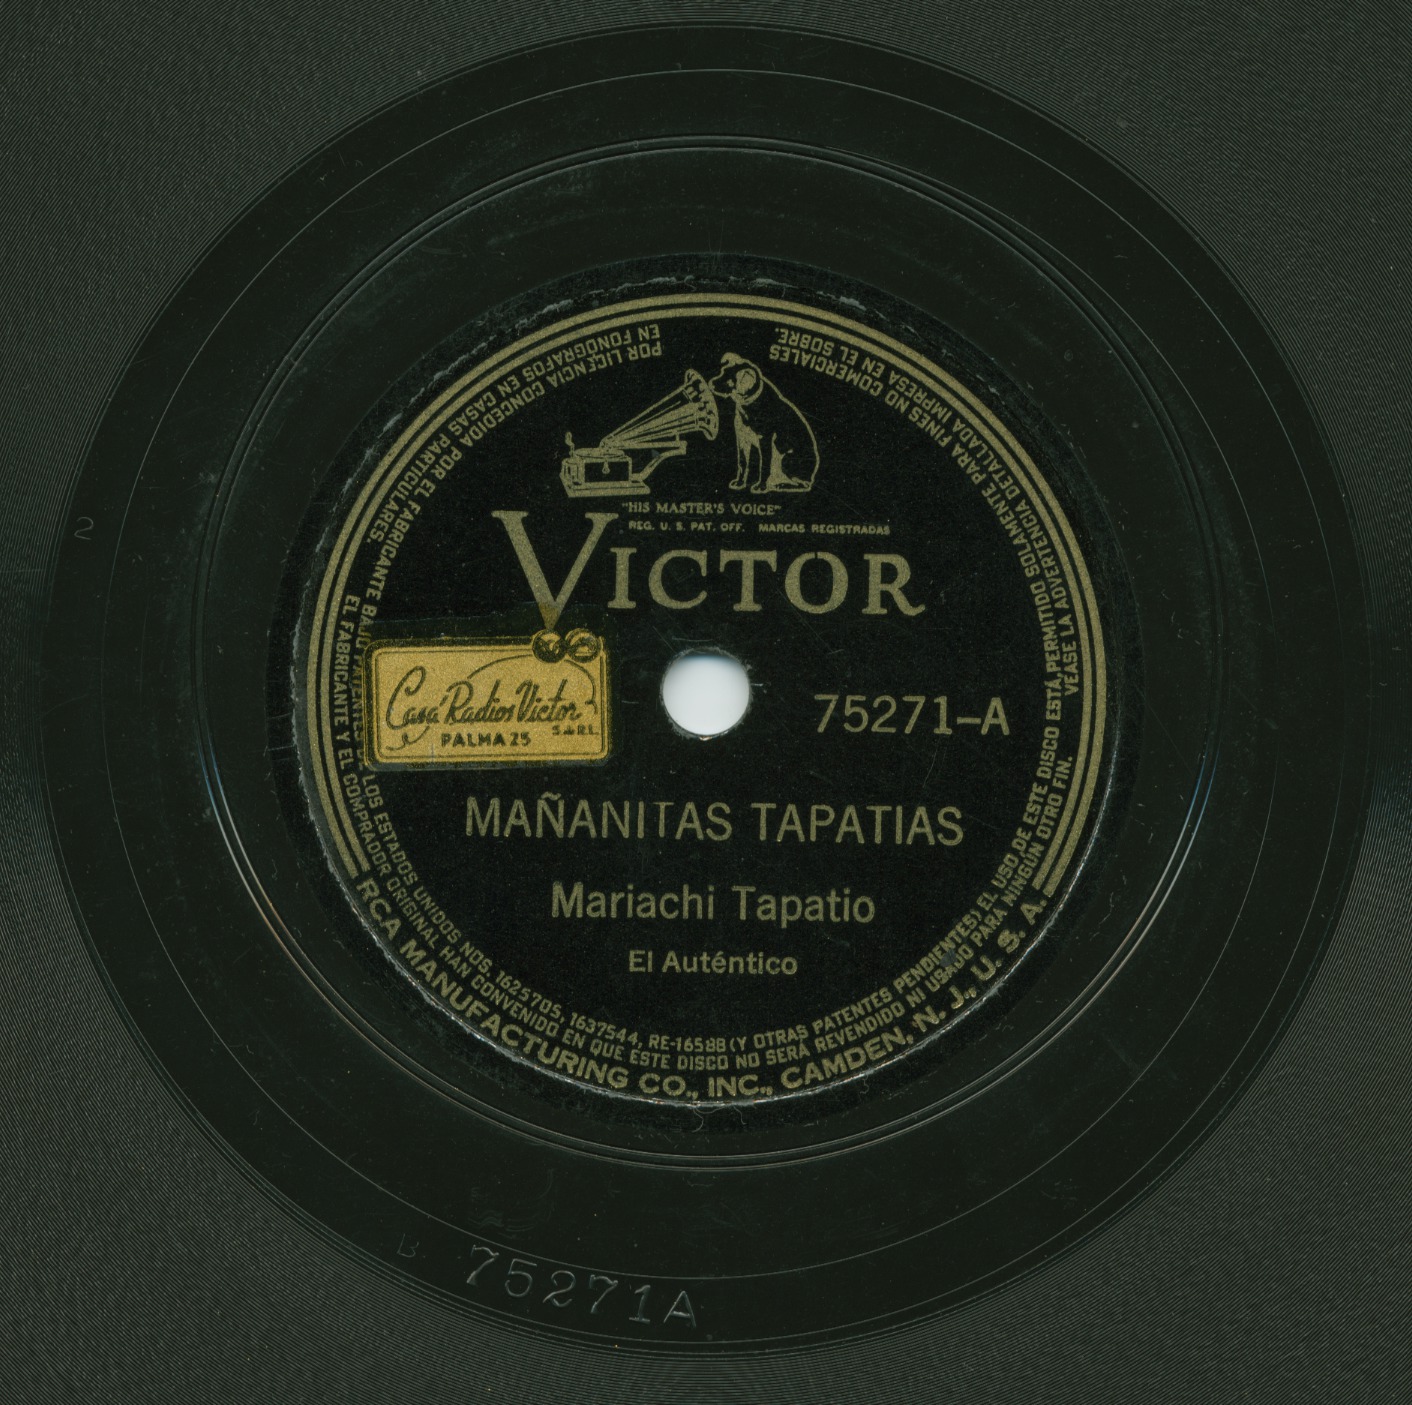 "HIS MASTER'S VOICE"
REG. U. S. PAT. OFF. MARCAS REGISTRADAS
VICTOR
Casa Radios Victor
S. DE R.L.
PALMA 25
75271–A
MAÑANITAS TAPATIAS
Mariachi Tapatio
El Auténtico
POR LICENCIA CONCEDIDA POR EL FABRICANTE BAJO PATENTES DE LOS ESTADOS UNIDOS NOS. 1625705, 1637544, RE-16588 (Y OTRAS PATENTES PENDIENTES) EL USO DE ESTE DISCO ESTÁ PERMITIDO SOLAMENTE PARA FINES NO COMERCIALES
EN FONÓGRAFOS EN CASAS PARTICULARES. EL FABRICANTE Y EL COMPRADOR ORIGINAL HAN CONVENIDO EN QUE ESTE DISCO NO SERÁ REVENDIDO NI USADO PARA NINGÚN OTRO FIN. VEASE LA ADVERTENCIA DETALLADA IMPRESA EN EL SOBRE.
RCA MANUFACTURING CO., INC., CAMDEN, N. J., U. S. A.
2
B 75271A